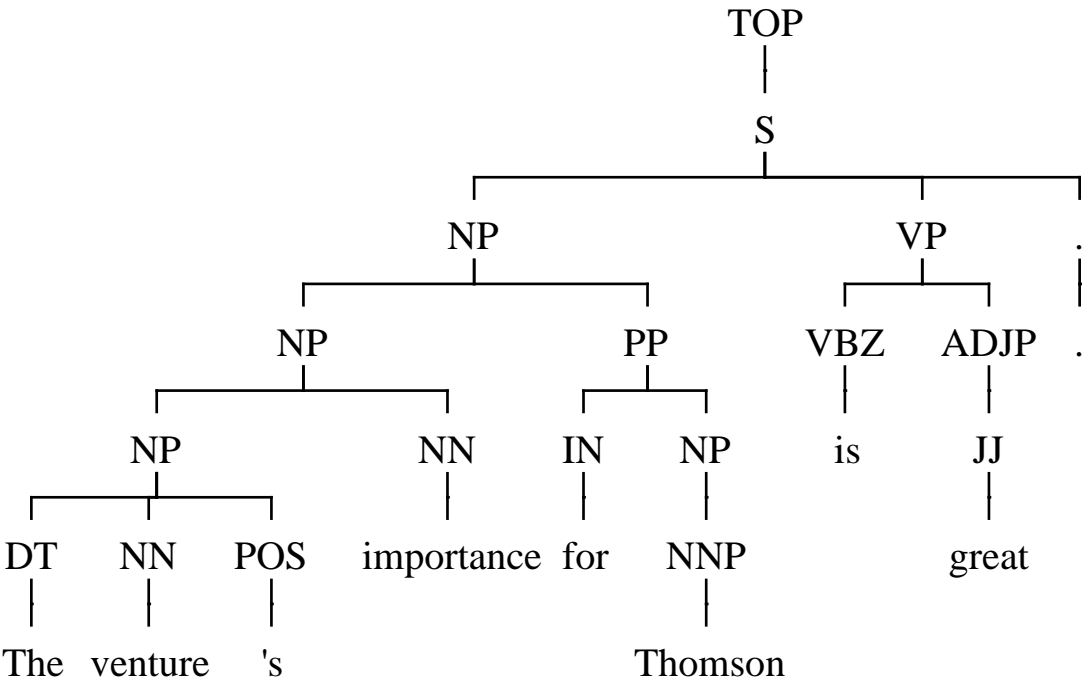 TOP
S
NP VP .
NP PP VBZ ADJP .
NP NN IN NP is JJ
DT NN POS importance for NNP great
The venture 's Thomson